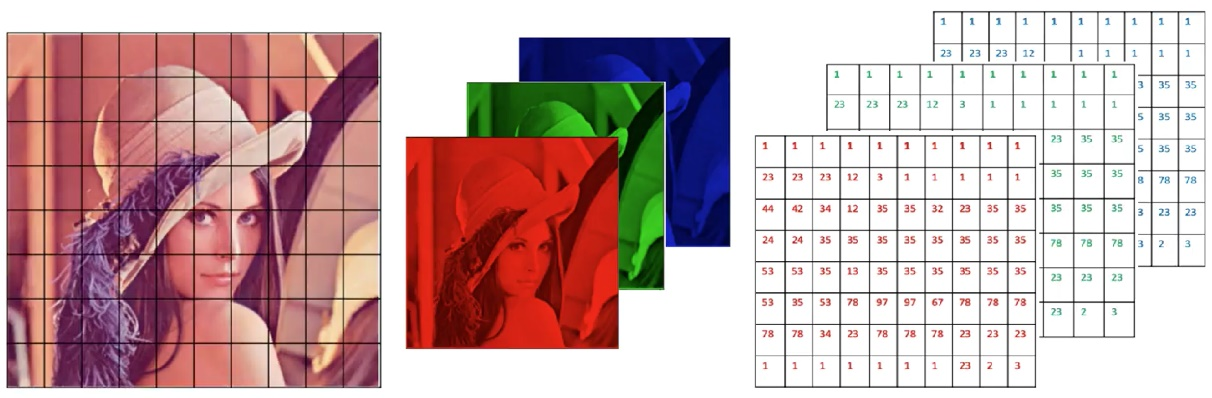 1 1 1 1 1 1 1 1 1 1
23 23 23 12 1 1 1 1 1
35 35
35 35
35 35
78 78
23 23
2 3
1 1 1 1 1 1 1 1 1 1
23 23 23 12 3 1 1 1 1 1
23 35 35
35 35 35
35 35 35
78 78 78
23 23 23
23 2 3
1 1 1 1 1 1 1 1 1 1
23 23 23 12 3 1 1 1 1 1
44 42 34 12 35 35 32 23 35 35
24 24 35 35 35 35 35 35 35 35
53 53 35 13 35 35 35 35 35 35
53 35 53 78 97 97 67 78 78 78
78 78 34 23 78 78 78 23 23 23
1 1 1 1 1 1 1 23 2 3